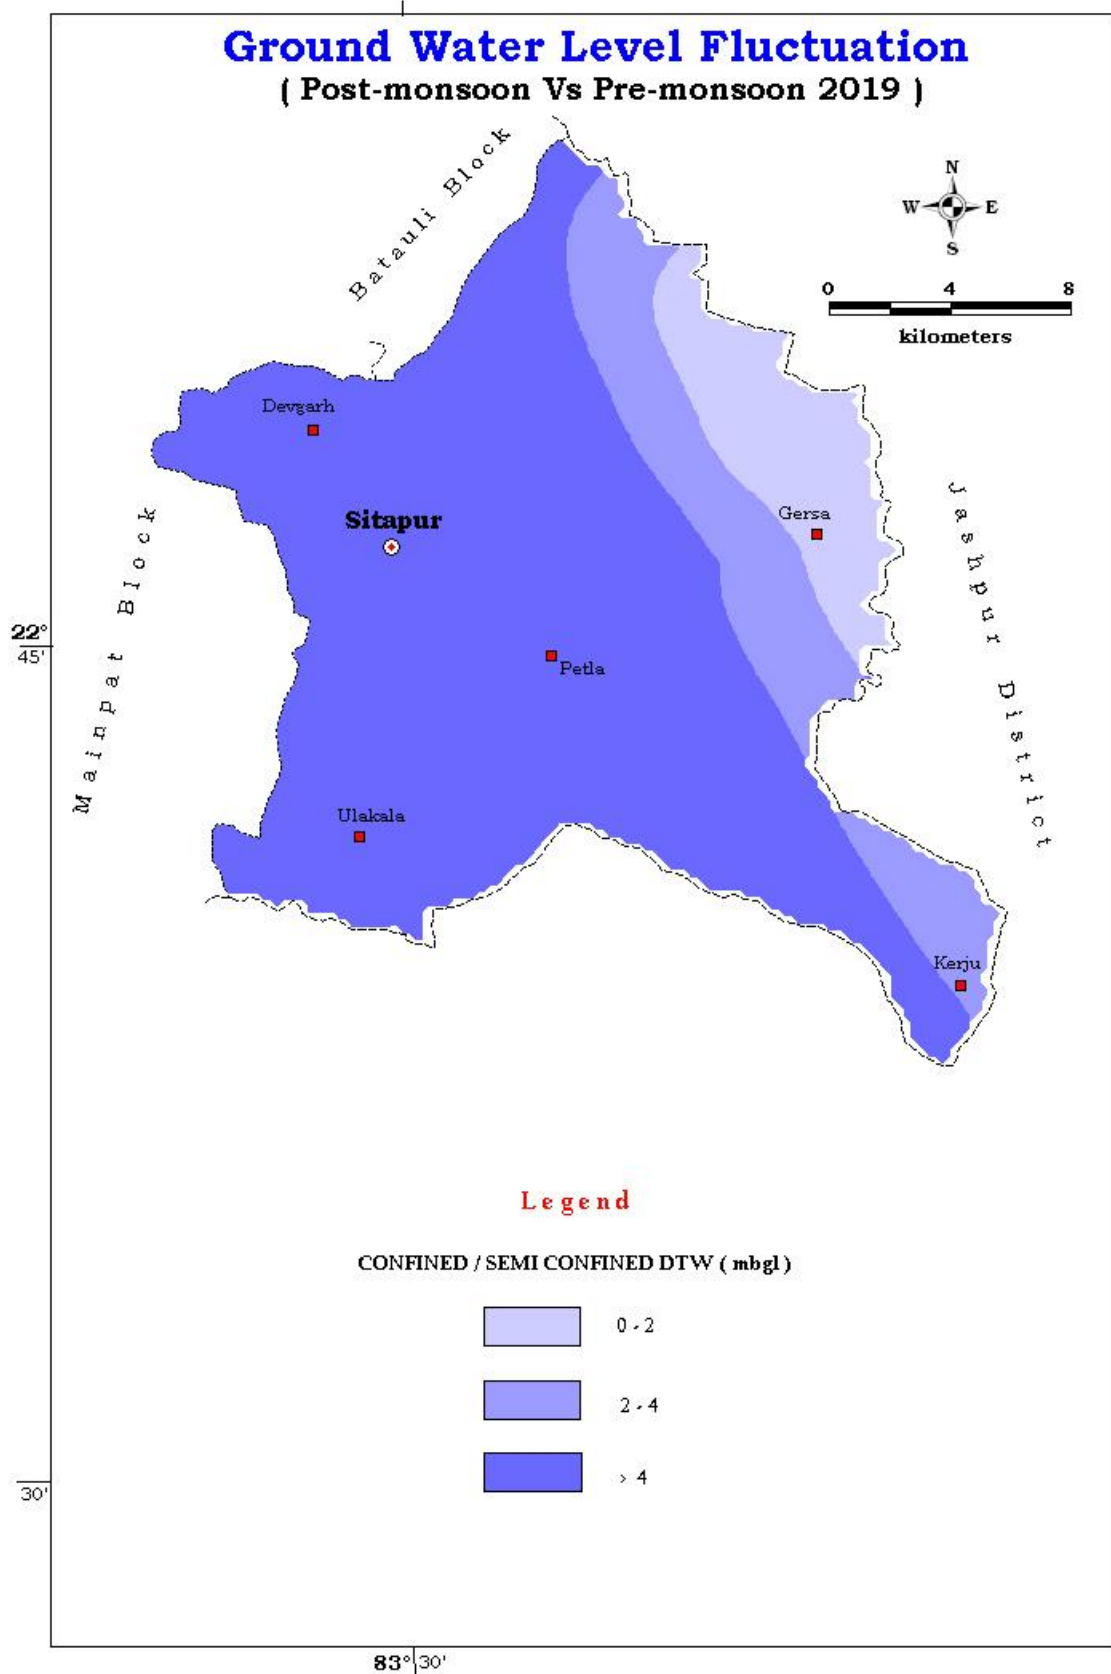 Ground Water Level Fluctuation
( Post-monsoon Vs Pre-monsoon 2019 )
Batauli Block
N
W E
S
0 4 8
kilometers
Devgarh
Sitapur
Gersa
Mainpat Block
Jashpur District
22°
45'
Petla
Ulakala
Kerju
Legend
CONFINED / SEMI CONFINED DTW ( mbgl )
0 - 2
2 - 4
> 4
30'
83° 30'